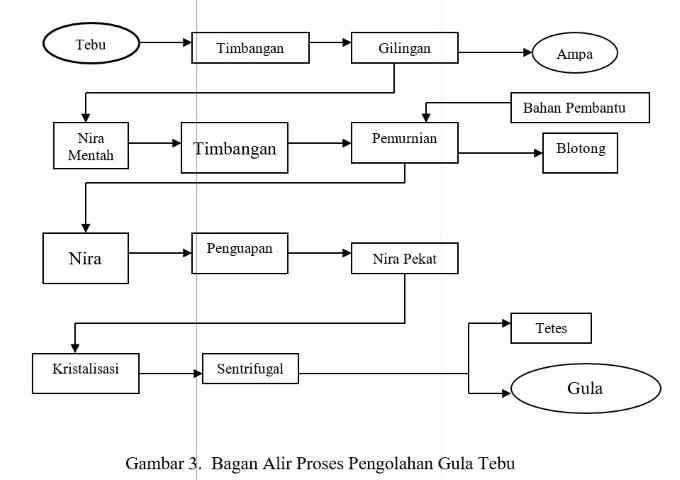 Tebu
Timbangan
Gilingan
Ampa
Bahan Pembantu
Nira
Mentah
Timbangan
Pemurnian
Blotong
Nira
Penguapan
Nira Pekat
Tetes
Kristalisasi
Sentrifugal
Gula
Gambar 3.  Bagan Alir Proses Pengolahan Gula Tebu